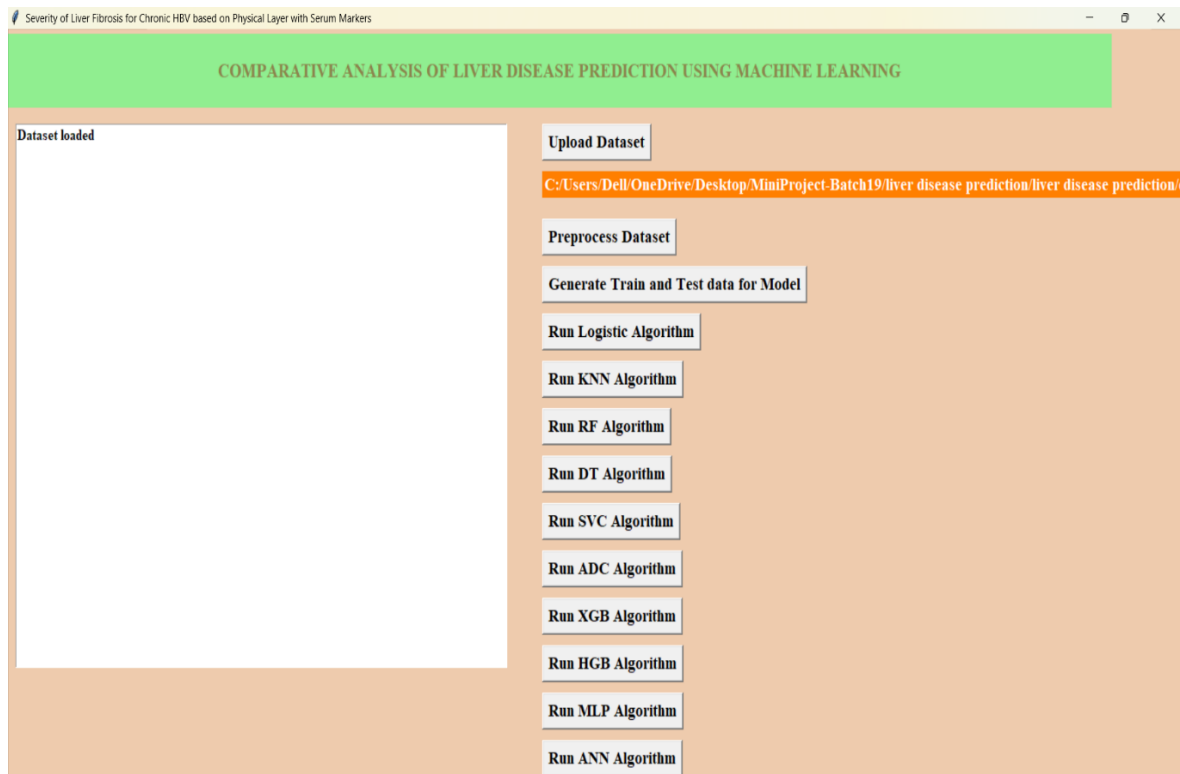 Severity of Liver Fibrosis for Chronic HBV based on Physical Layer with Serum Markers
COMPARATIVE ANALYSIS OF LIVER DISEASE PREDICTION USING MACHINE LEARNING
Dataset loaded
Upload Dataset
C:/Users/Dell/OneDrive/Desktop/MiniProject-Batch19/liver disease prediction/liver disease prediction/
Preprocess Dataset
Generate Train and Test data for Model
Run Logistic Algorithm
Run KNN Algorithm
Run RF Algorithm
Run DT Algorithm
Run SVC Algorithm
Run ADC Algorithm
Run XGB Algorithm
Run HGB Algorithm
Run MLP Algorithm
Run ANN Algorithm